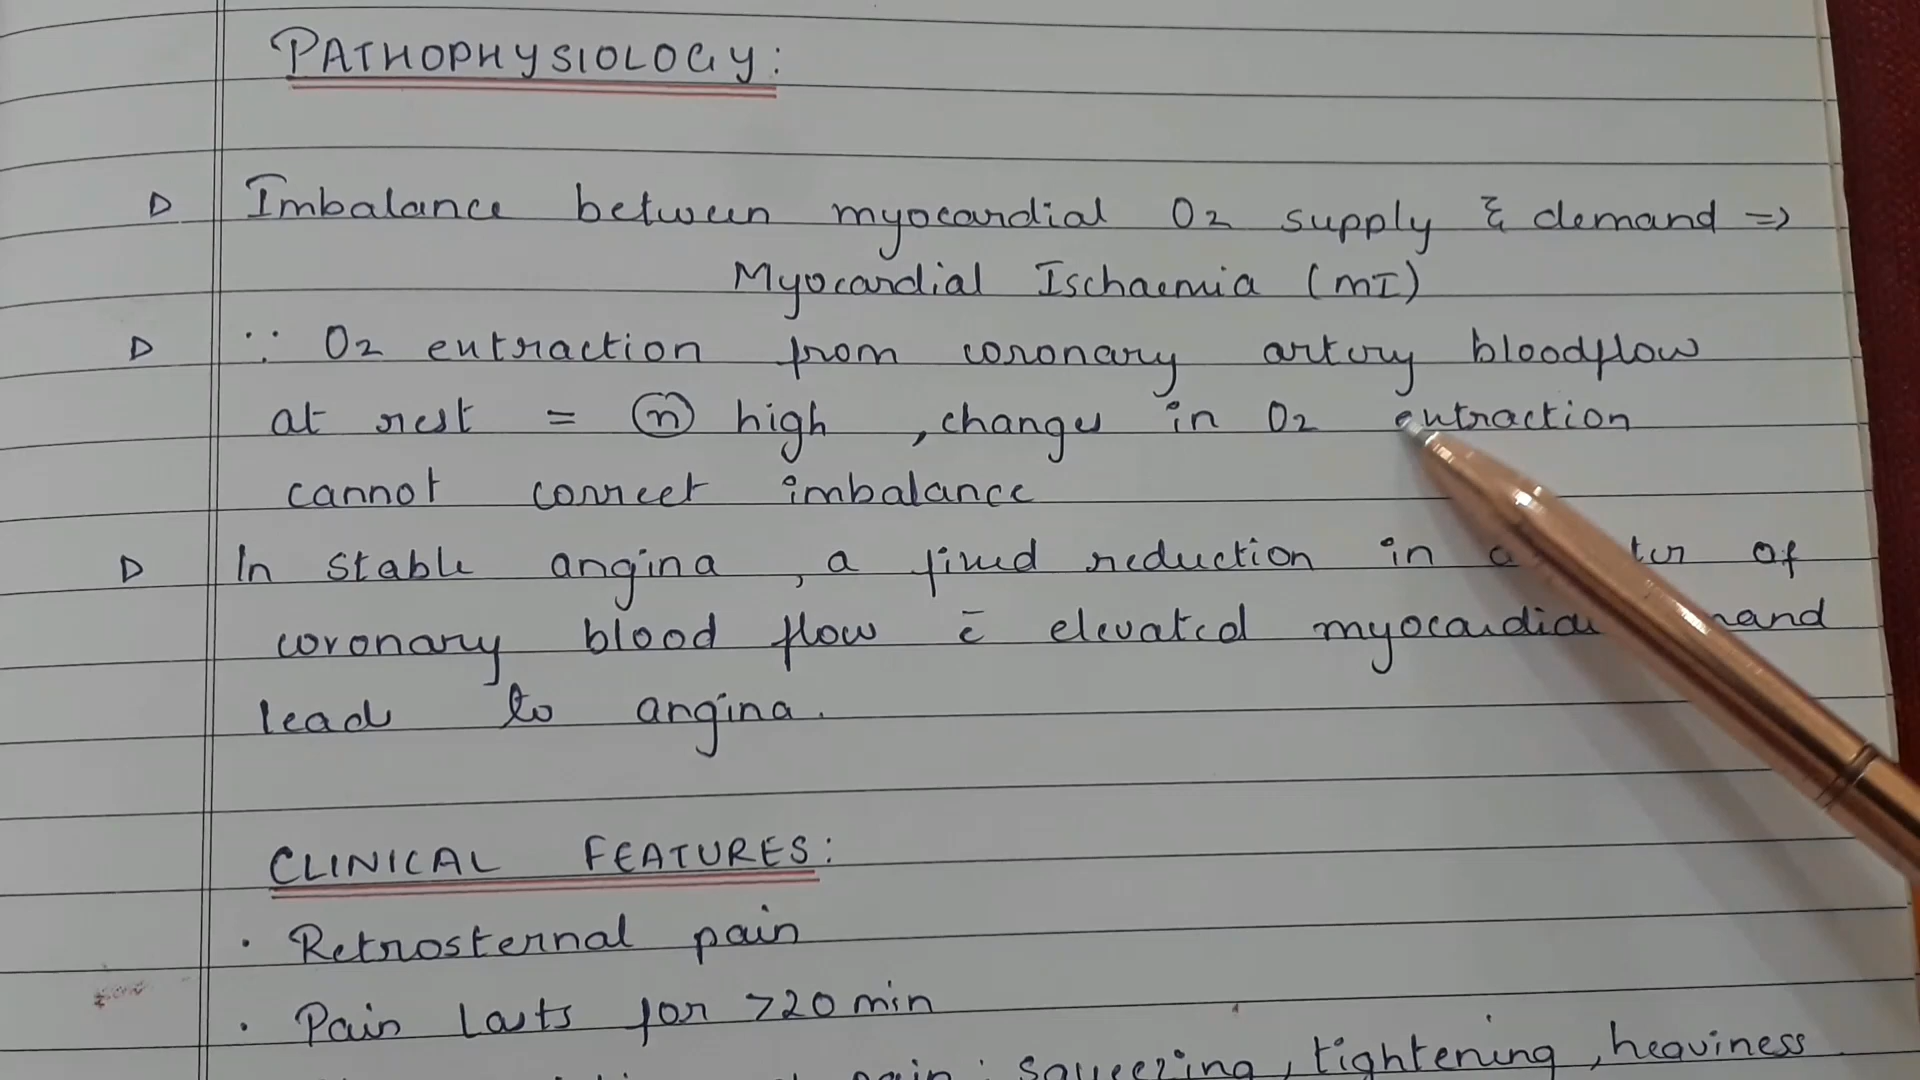 PATHOPHYSIOLOGY:
Imbalance between myocardial O2 supply & demand =>
Myocardial Ischaemia (MI)
∵ O2 extraction from coronary artery bloodflow
at rest = (n) high , changes in O2 extraction
cannot correct imbalance
In stable angina , a fixed reduction in of
coronary blood flow c̄ elevated myocardial
lead to angina.
CLINICAL FEATURES:
· Retrosternal pain
· Pain lasts for >20 min
pain : squeezing, tightening, heaviness